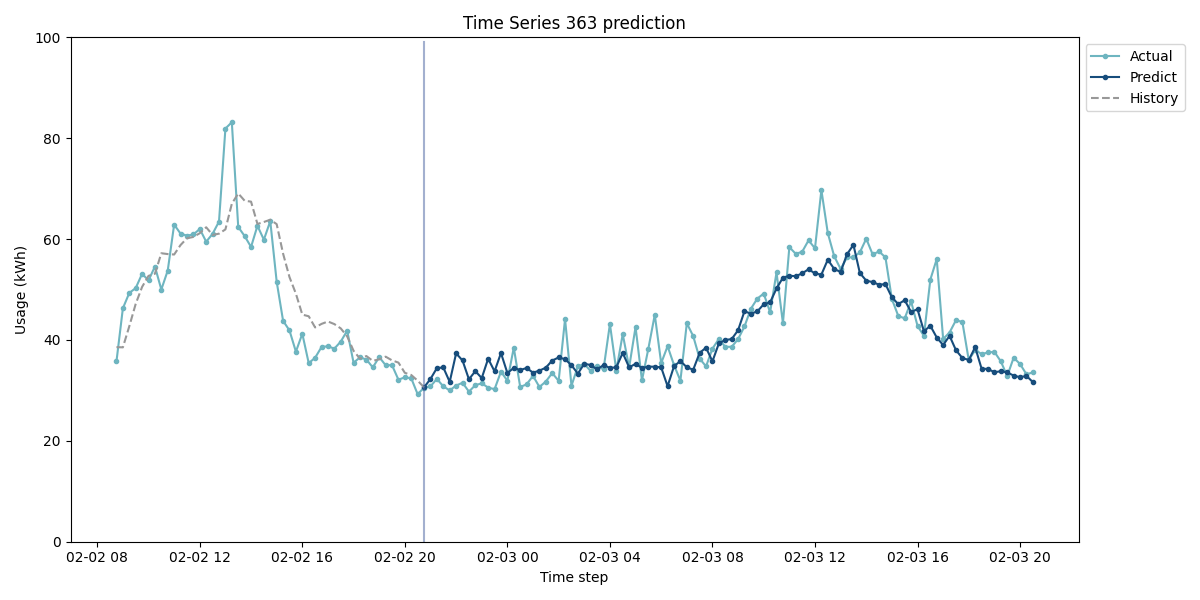 Time Series 363 prediction
Usage (kWh)
100
80
60
40
20
0
02-02 08
02-02 12
02-02 16
02-02 20
02-03 00
02-03 04
02-03 08
02-03 12
02-03 16
02-03 20
Time step
Actual
Predict
History